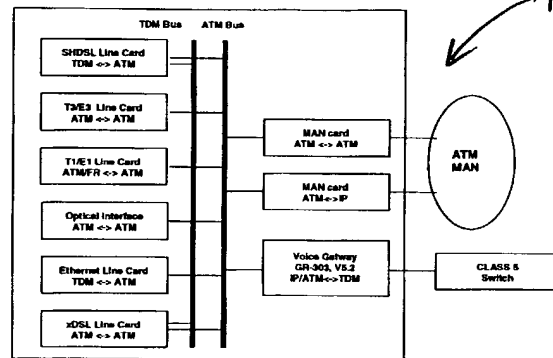 TDM Bus ATM Bus
SHDSL Line Card
TDM <-> ATM
T3/E3 Line Card
ATM <-> ATM
T1/E1 Line Card
ATM/FR <-> ATM
Optical Interface
ATM <-> ATM
Ethernet Line Card
TDM <-> ATM
xDSL Line Card
ATM <-> ATM
MAN card
ATM <-> ATM
MAN card
ATM<->IP
Voice Gatway
GR-303, V5.2
IP/ATM<->TDM
ATM
MAN
CLASS 5
Switch